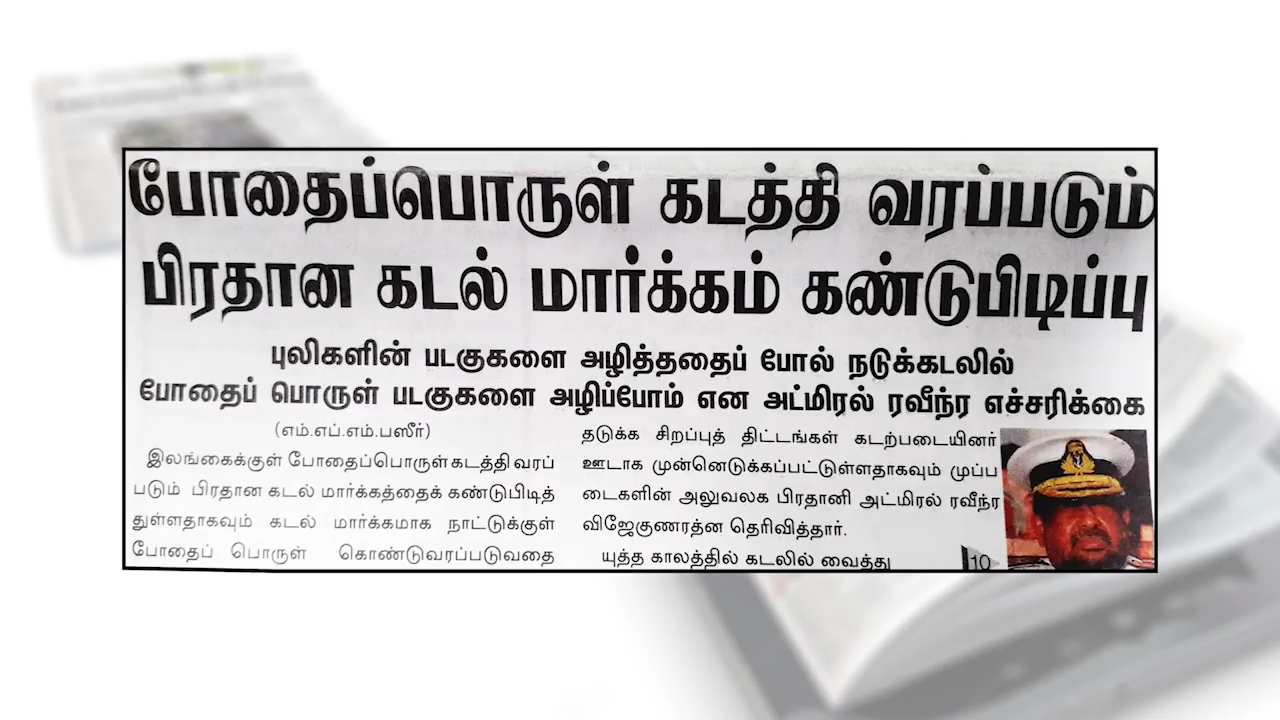 போதைப்பொருள் கடத்தி வரப்படும்
பிரதான கடல் மார்க்கம் கண்டுபிடிப்பு
புலிகளின் படகுகளை அழித்ததைப் போல் நடுக்கடலில்
போதைப் பொருள் படகுகளை அழிப்போம் என அட்மிரல் ரவீந்ர எச்சரிக்கை
(எம்.எப்.எம்.பஸீர்)
இலங்கைக்குள் போதைப்பொருள் கடத்தி வரப்
படும் பிரதான கடல் மார்க்கத்தைக் கண்டுபிடித்
துள்ளதாகவும் கடல் மார்க்கமாக நாட்டுக்குள்
போதைப் பொருள் கொண்டுவரப்படுவதை
தடுக்க சிறப்புத் திட்டங்கள் கடற்படையினர்
ஊடாக முன்னெடுக்கப்பட்டுள்ளதாகவும் முப்ப
டைகளின் அலுவலக பிரதானி அட்மிரல் ரவீந்ர
விஜேகுணரத்ன தெரிவித்தார்.
யுத்த காலத்தில் கடலில் வைத்து
10